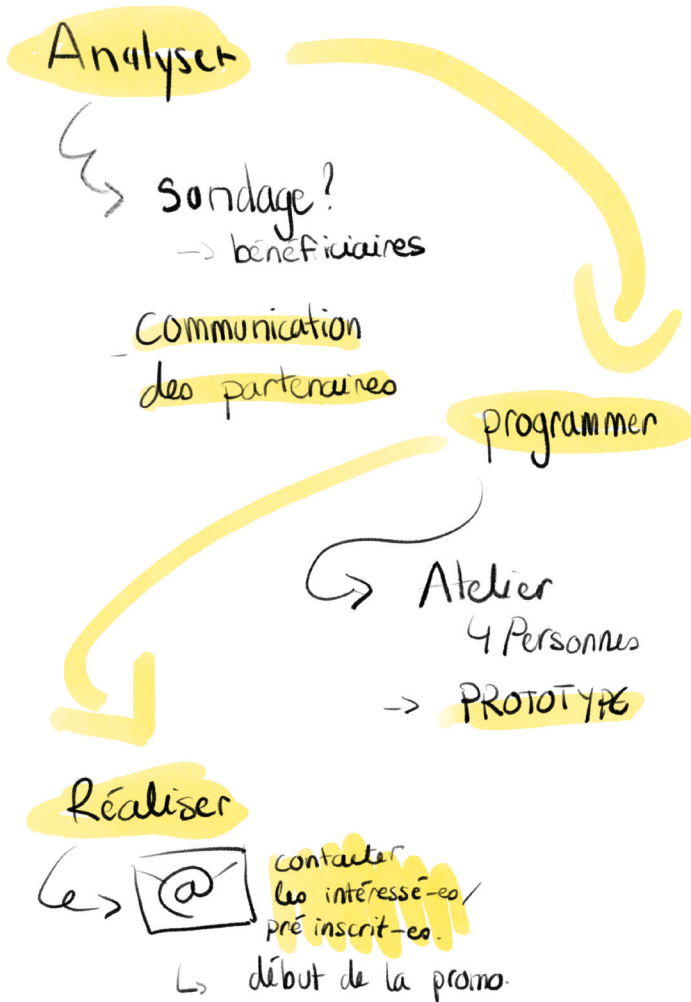 Analyser
sondage?
-> bénéficiaires
- Communication
des partenaires
programmer
Atelier
4 Personnes
-> PROTOTYPE
Réaliser
@
contacter
les intéressé-es/
pré inscrit-es.
début de la promo.